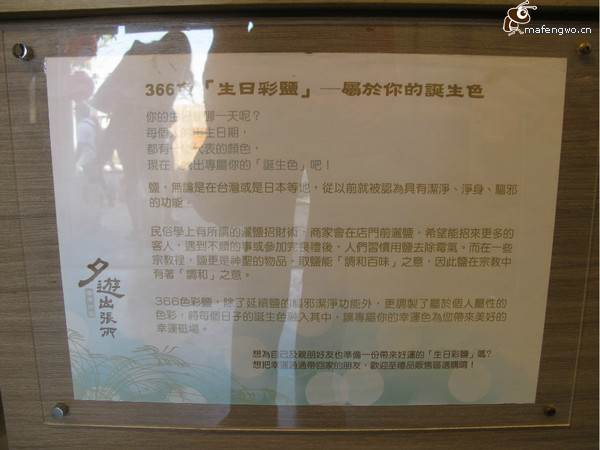 mafengwo.cn
366色「生日彩鹽」—屬於你的誕生色
你的生日是哪一天呢？
每個人的出生日期，
都有一個代表的顏色，
現在，找出專屬你的「誕生色」吧！
鹽，無論是在台灣或是日本等地，從以前就被認為具有潔淨、淨身、驅邪
的功能。
民俗學上有所謂的灑鹽招財術，商家會在店門前灑鹽，希望能招來更多的
客人，遇到不順的事或參加完喪禮後，人們習慣用鹽去除霉氣。而在一些
宗教裡，鹽更是神聖的物品，取鹽能「調和百味」之意，因此鹽在宗教中
有著「調和」之意。
366色彩鹽，除了延續鹽的驅邪潔淨功能外，更調製了屬於個人屬性的
色彩，將每個日子的誕生色融入其中，讓專屬你的幸運色為您帶來美好的
幸運磁場。
想為自己及親朋好友也準備一份帶來好運的「生日彩鹽」嗎？
想把幸運通通帶回家的朋友，歡迎至禮品販售區選購唷！
夕遊出張所